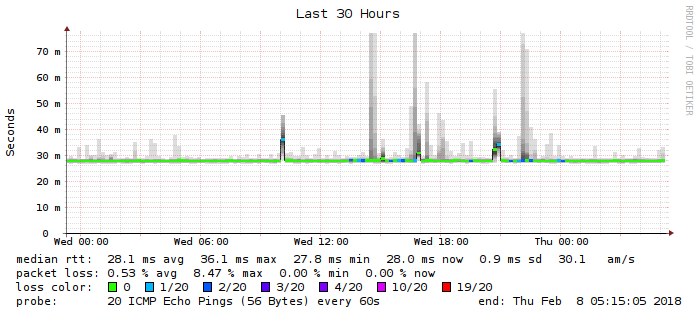 Last 30 Hours
RRDTOOL / TOBI OETIKER
Seconds
70 m
60 m
50 m
40 m
30 m
20 m
10 m
0
Wed 00:00 Wed 06:00 Wed 12:00 Wed 18:00 Thu 00:00
median rtt: 28.1 ms avg 36.1 ms max 27.8 ms min 28.0 ms now 0.9 ms sd 30.1 am/s
packet loss: 0.53 % avg 8.47 % max 0.00 % min 0.00 % now
loss color: 0 1/20 2/20 3/20 4/20 10/20 19/20
probe: 20 ICMP Echo Pings (56 Bytes) every 60s end: Thu Feb 8 05:15:05 2018